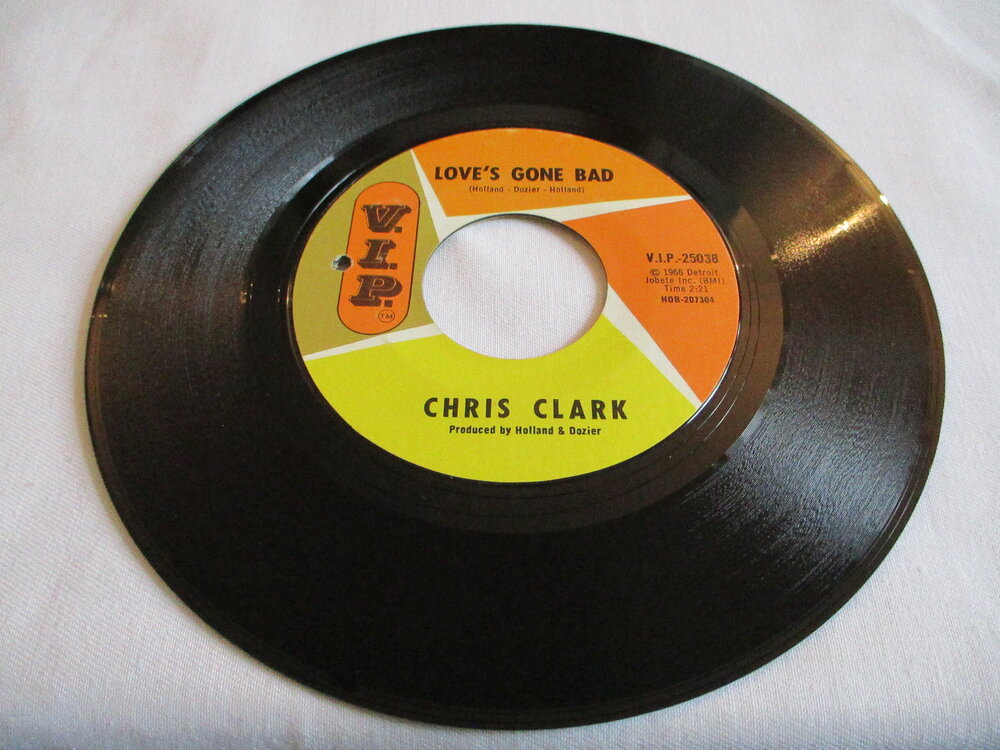 LOVE'S GONE BAD
(Holland - Dozier - Holland)
V.I.P.
TM
V.I.P.-25038
© 1966 Detroit
Jobete Inc. (BMI)
Time 2:21
HOB-207304
CHRIS CLARK
Produced by Holland & Dozier